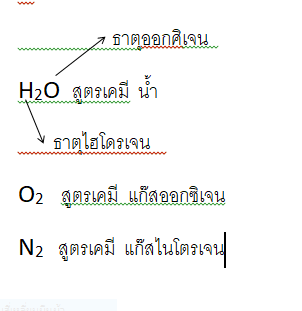 ธาตุออกศิเจน
H2O สูตรเคมี น้ำ
ธาตุไฮโดรเจน
O2 สูตรเคมี แก๊สออกซิเจน
N2 สูตรเคมี แก๊สไนโตรเจน